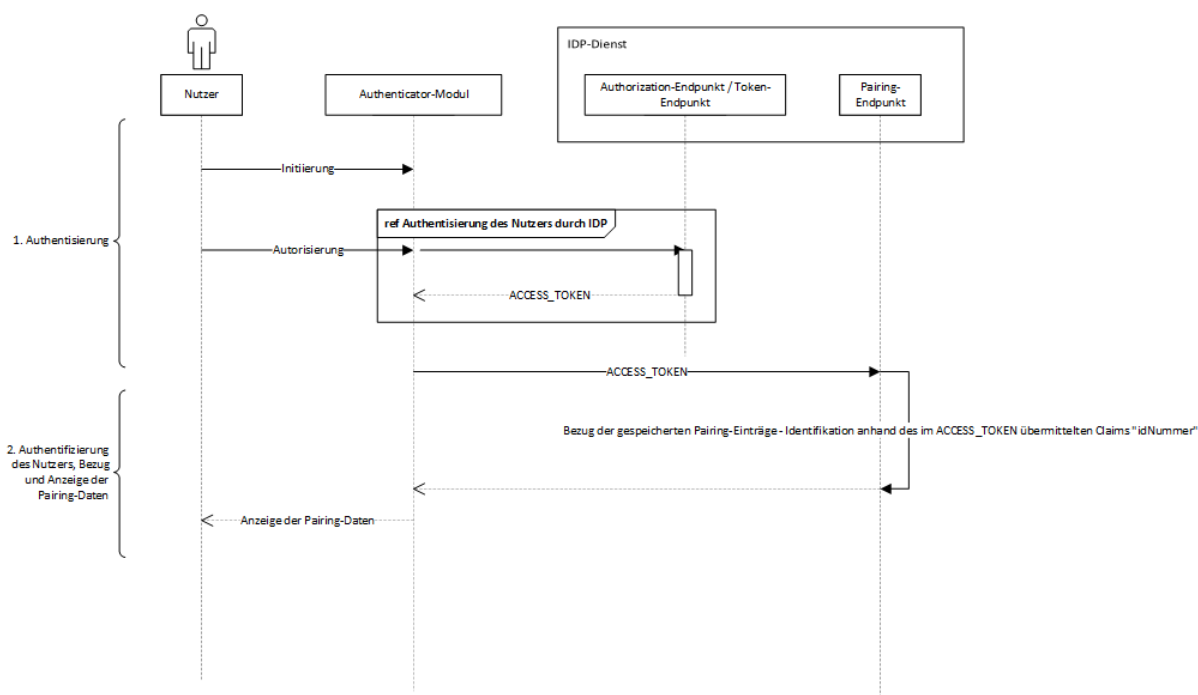 IDP-Dienst
Nutzer
Authenticator-Modul
Authorization-Endpunkt / Token-
Endpunkt
Pairing-
Endpunkt
Initiierung
ref Authentisierung des Nutzers durch IDP
1. Authentisierung
Autorisierung
ACCESS_TOKEN
ACCESS_TOKEN
Bezug der gespeicherten Pairing-Einträge - Identifikation anhand des im ACCESS_TOKEN übermittelten Claims "idNummer"
2. Authentifizierung
des Nutzers, Bezug
und Anzeige der
Pairing-Daten
Anzeige der Pairing-Daten